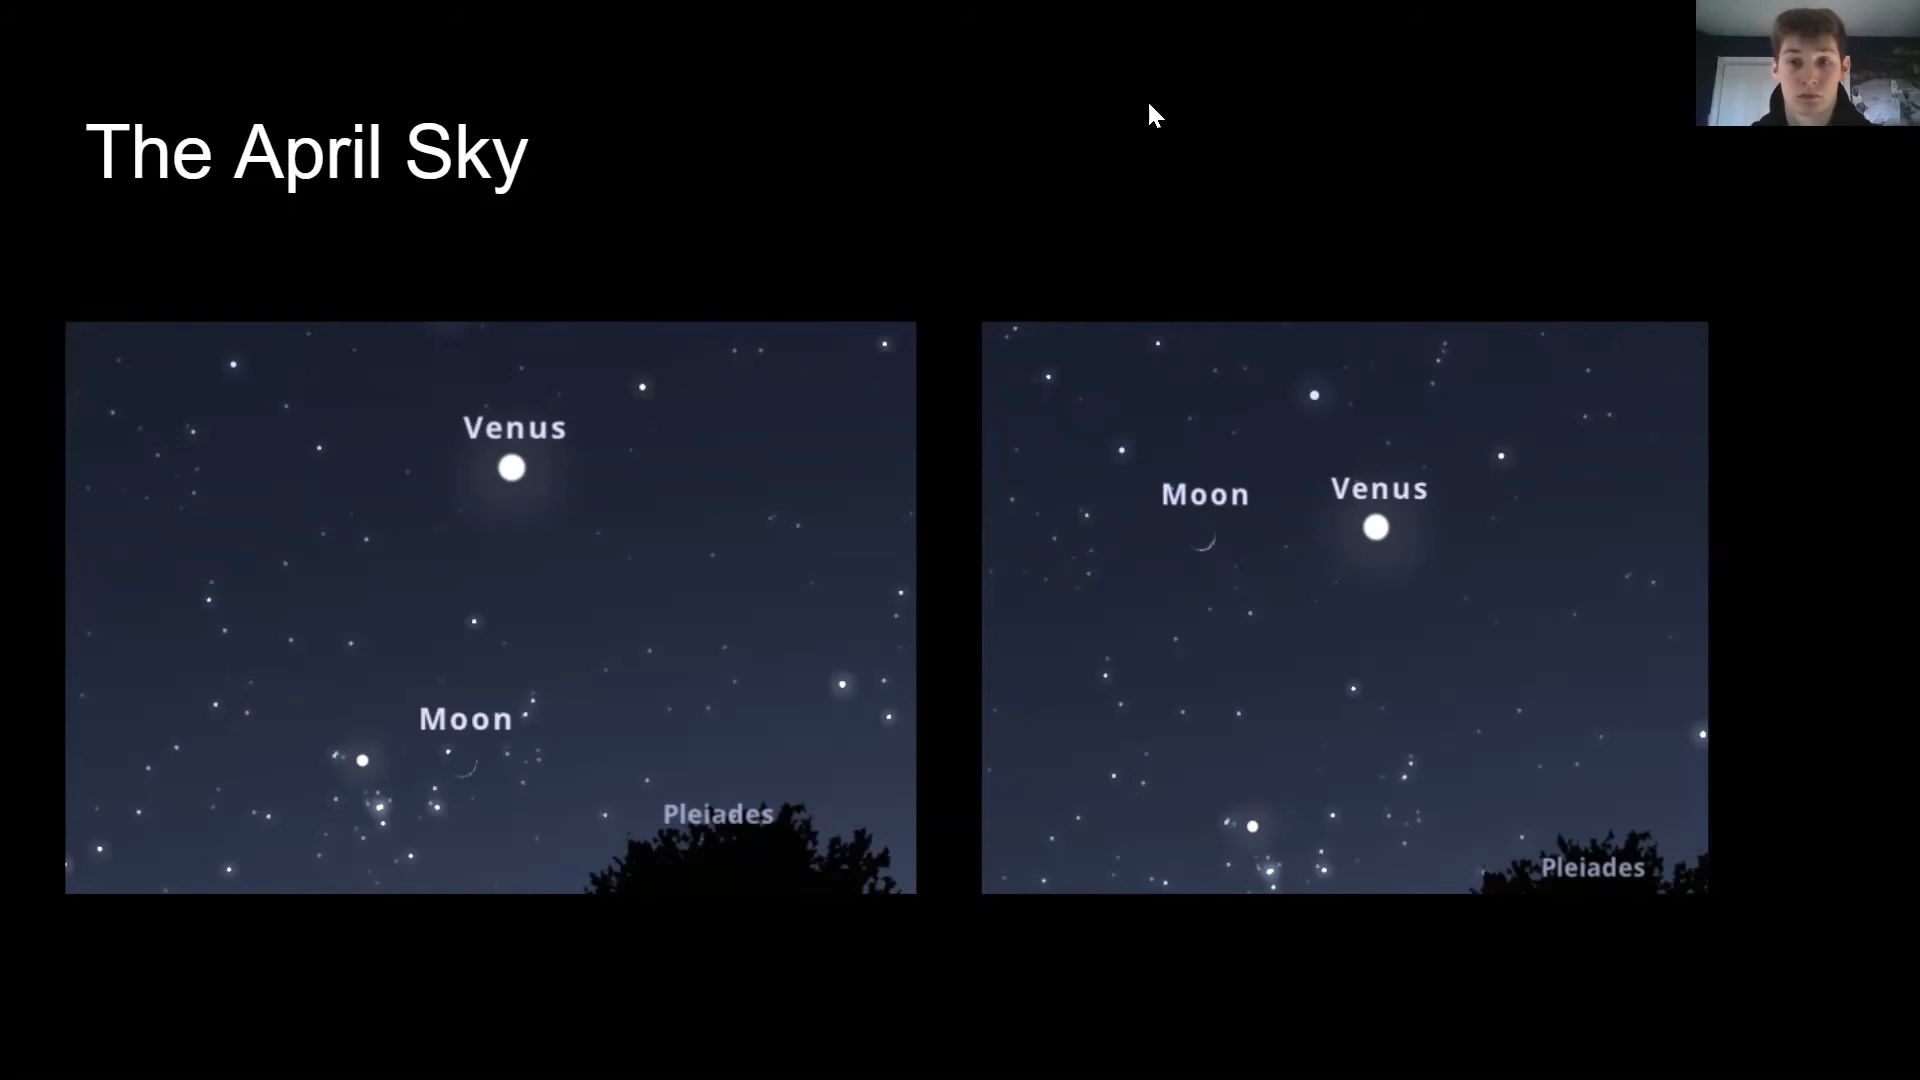 The April Sky
Venus
Moon
Pleiades
Moon
Venus
Pleiades